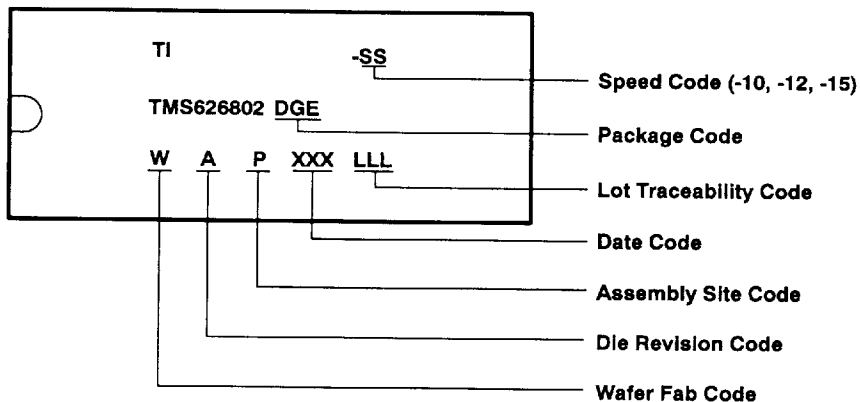 TI -SS
Speed Code (-10, -12, -15)
TMS626802 DGE
Package Code
W A P XXX LLL
Lot Traceability Code
Date Code
Assembly Site Code
Die Revision Code
Wafer Fab Code